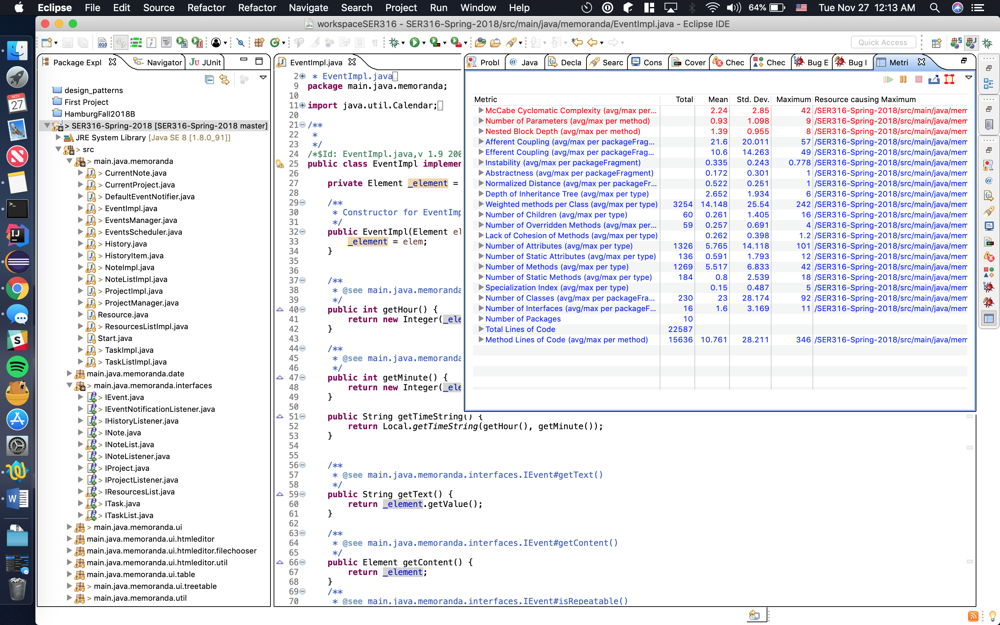 Eclipse File Edit Source Refactor Refactor Navigate Search Project Run Window Help 64% Tue Nov 27 12:13 AM
workspaceSER316 - SER316-Spring-2018/src/main/java/memoranda/EventImpl.java - Eclipse IDE
Quick Access
Package Expl Navigator JUnit
design_patterns
First Project
HamburgFall2018B
> SER316-Spring-2018 [SER316-Spring-2018 master]
JRE System Library [Java SE 8 [1.8.0_91]]
> src
> main.java.memoranda
> CurrentNote.java
> CurrentProject.java
> DefaultEventNotifier.java
> EventImpl.java
> EventsManager.java
> EventsScheduler.java
> History.java
> HistoryItem.java
> NoteImpl.java
> NoteListImpl.java
> ProjectImpl.java
> ProjectManager.java
Resource.java
> ResourcesListImpl.java
Start.java
> TaskImpl.java
> TaskListImpl.java
main.java.memoranda.date
> main.java.memoranda.interfaces
> IEvent.java
> IEventNotificationListener.java
> IHistoryListener.java
> INote.java
> INoteList.java
> INoteListener.java
> IProject.java
> IProjectListener.java
> IResourcesList.java
> ITask.java
> ITaskList.java
> main.java.memoranda.ui
main.java.memoranda.ui.htmleditor
main.java.memoranda.ui.htmleditor.filechooser
main.java.memoranda.ui.htmleditor.util
main.java.memoranda.ui.table
> main.java.memoranda.ui.treetable
> main.java.memoranda.util
EventImpl.java
2 * EventImpl.java
9 package main.java.memoranda;
10
11 import java.util.Calendar;
20
21 /**
22 *
23 */
24 /*$Id: EventImpl.java,v 1.9 200
25 public class EventImpl implemen
26
27 private Element _element =
28
29 /**
30 * Constructor for EventImp
31 */
32 public EventImpl(Element el
33 _element = elem;
34 }
35
36
37 /**
38 * @see main.java.memoranda
39 */
40 public int getHour() {
41 return new Integer(_ele
42 }
43
44 /**
45 * @see main.java.memoranda
46 */
47 public int getMinute() {
48 return new Integer(_ele
49 }
50
51 public String getTimeString() {
52 return Local.getTimeString(getHour(), getMinute());
53 }
54
55
56 /**
57 * @see main.java.memoranda.interfaces.IEvent#getText()
58 */
59 public String getText() {
60 return _element.getValue();
61 }
62
63 /**
64 * @see main.java.memoranda.interfaces.IEvent#getContent()
65 */
66 public Element getContent() {
67 return _element;
68 }
69 /**
70 * @see main.java.memoranda.interfaces.IEvent#isRepeatable()
Probl Java Decla Searc Cons Cover Chec Chec Bug E Bug I Metri
Metric Total Mean Std. Dev. Maximum Resource causing Maximum
McCabe Cyclomatic Complexity (avg/max per... 2.24 2.85 42 /SER316-Spring-2018/src/main/java/mem
Number of Parameters (avg/max per method) 0.93 1.098 9 /SER316-Spring-2018/src/main/java/mem
Nested Block Depth (avg/max per method) 1.39 0.955 8 /SER316-Spring-2018/src/main/java/mem
Afferent Coupling (avg/max per packageFrag... 21.6 20.011 57 /SER316-Spring-2018/src/main/java/mem
Efferent Coupling (avg/max per packageFrag... 10.6 14.263 49 /SER316-Spring-2018/src/main/java/mem
Instability (avg/max per packageFragment) 0.335 0.243 0.778 /SER316-Spring-2018/src/main/java/mem
Abstractness (avg/max per packageFragment) 0.172 0.301 1 /SER316-Spring-2018/src/main/java/mem
Normalized Distance (avg/max per packageFr... 0.522 0.251 1 /SER316-Spring-2018/src/main/java/mem
Depth of Inheritance Tree (avg/max per type) 2.652 1.934 6 /SER316-Spring-2018/src/main/java/mem
Weighted methods per Class (avg/max per type) 3254 14.148 25.54 242 /SER316-Spring-2018/src/main/java/mem
Number of Children (avg/max per type) 60 0.261 1.405 16 /SER316-Spring-2018/src/main/java/mem
Number of Overridden Methods (avg/max per... 59 0.257 0.691 4 /SER316-Spring-2018/src/main/java/mem
Lack of Cohesion of Methods (avg/max per type) 0.262 0.398 1.2 /SER316-Spring-2018/src/main/java/mem
Number of Attributes (avg/max per type) 1326 5.765 14.118 101 /SER316-Spring-2018/src/main/java/mem
Number of Static Attributes (avg/max per type) 136 0.591 1.793 12 /SER316-Spring-2018/src/main/java/mem
Number of Methods (avg/max per type) 1269 5.517 6.833 42 /SER316-Spring-2018/src/main/java/mem
Number of Static Methods (avg/max per type) 184 0.8 2.539 18 /SER316-Spring-2018/src/main/java/mem
Specialization Index (avg/max per type) 0.15 0.487 5 /SER316-Spring-2018/src/main/java/mem
Number of Classes (avg/max per packageFra... 230 23 28.174 92 /SER316-Spring-2018/src/main/java/mem
Number of Interfaces (avg/max per packageF... 16 1.6 3.169 11 /SER316-Spring-2018/src/main/java/mem
Number of Packages 10
Total Lines of Code 22587
Method Lines of Code (avg/max per method) 15636 10.761 28.211 346 /SER316-Spring-2018/src/main/java/mem
NOV
27
IJ
S
W